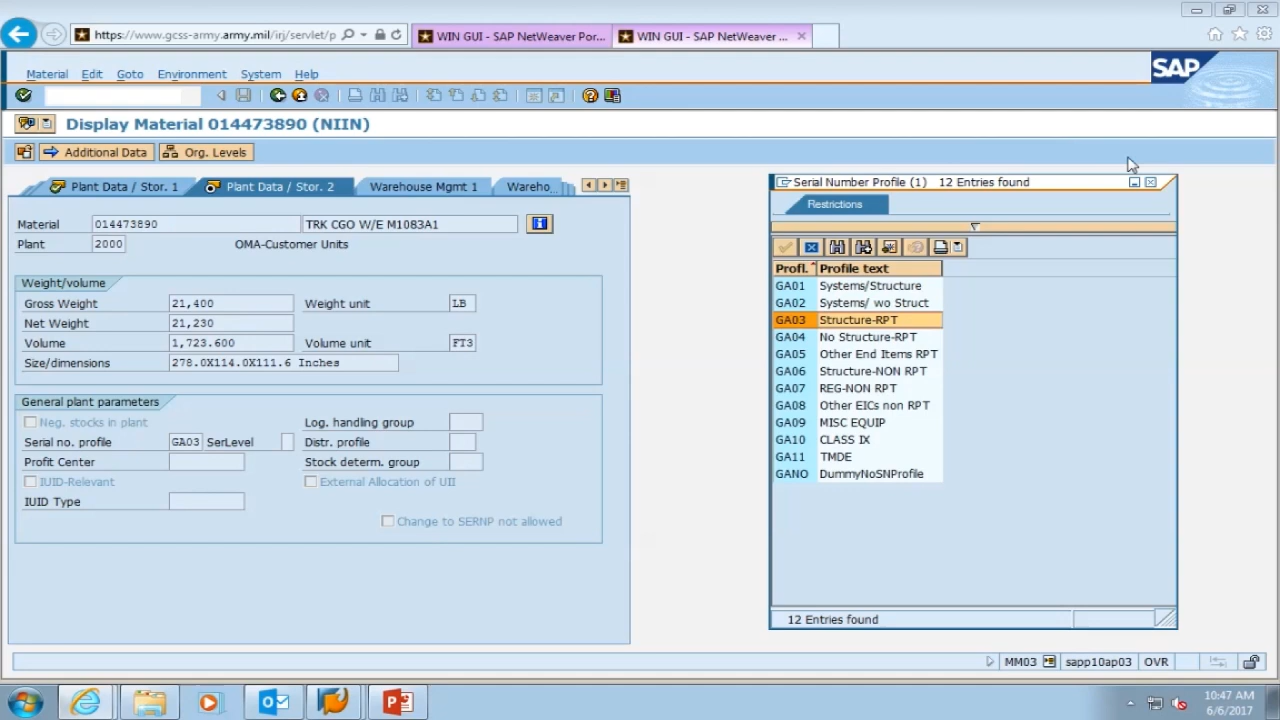 https://www.gcss-army.army.mil/irj/servlet/p
WIN GUI - SAP NetWeaver Por...
WIN GUI - SAP NetWeaver ...
Material Edit Goto Environment System Help
SAP
Display Material 014473890 (NIIN)
Additional Data Org. Levels
Plant Data / Stor. 1 Plant Data / Stor. 2 Warehouse Mgmt 1 Wareho...
Material 014473890 TRK CGO W/E M1083A1
Plant 2000 OMA-Customer Units
Weight/volume
Gross Weight 21,400 Weight unit LB
Net Weight 21,230
Volume 1,723.600 Volume unit FT3
Size/dimensions 278.0X114.0X111.6 Inches
General plant parameters
Neg. stocks in plant Log. handling group
Serial no. profile GA03 SerLevel Distr. profile
Profit Center Stock determ. group
IUID-Relevant External Allocation of UII
IUID Type
Change to SERNP not allowed
Serial Number Profile (1) 12 Entries found
Restrictions
Profl. Profile text
GA01 Systems/Structure
GA02 Systems/ wo Struct
GA03 Structure-RPT
GA04 No Structure-RPT
GA05 Other End Items RPT
GA06 Structure-NON RPT
GA07 REG-NON RPT
GA08 Other EICs non RPT
GA09 MISC EQUIP
GA10 CLASS IX
GA11 TMDE
GANO DummyNoSNProfile
12 Entries found
MM03 sapp10ap03 OVR
10:47 AM
6/6/2017